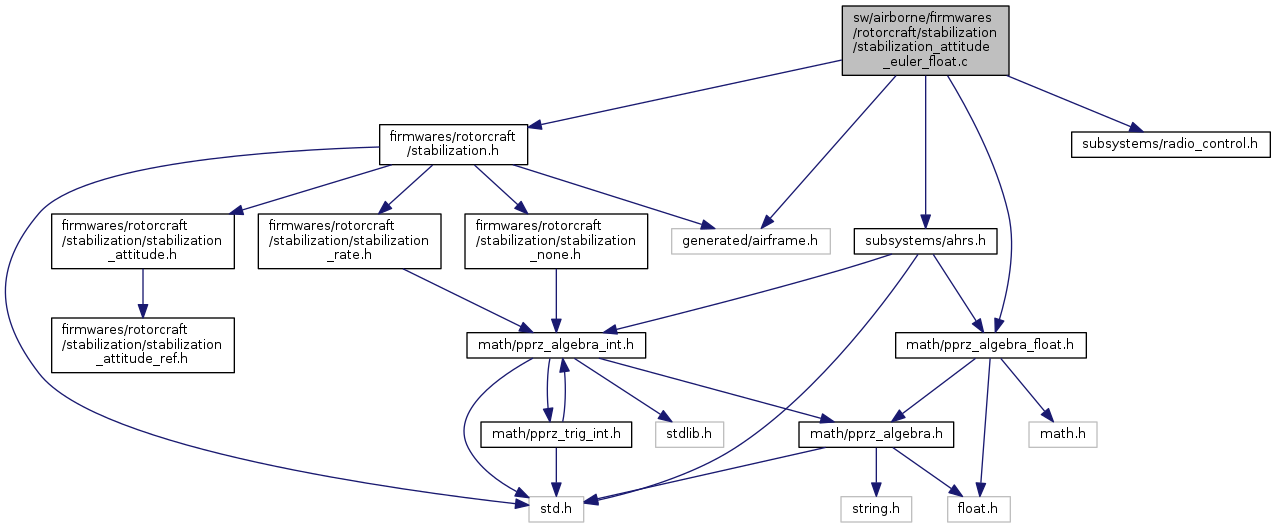 sw/airborne/firmwares
/rotorcraft/stabilization
/stabilization_attitude
_euler_float.c
firmwares/rotorcraft
/stabilization.h
subsystems/radio_control.h
firmwares/rotorcraft
/stabilization/stabilization
_attitude.h
firmwares/rotorcraft
/stabilization/stabilization
_rate.h
firmwares/rotorcraft
/stabilization/stabilization
_none.h
generated/airframe.h
subsystems/ahrs.h
firmwares/rotorcraft
/stabilization/stabilization
_attitude_ref.h
math/pprz_algebra_int.h
math/pprz_algebra_float.h
math/pprz_trig_int.h
stdlib.h
math/pprz_algebra.h
math.h
std.h
string.h
float.h